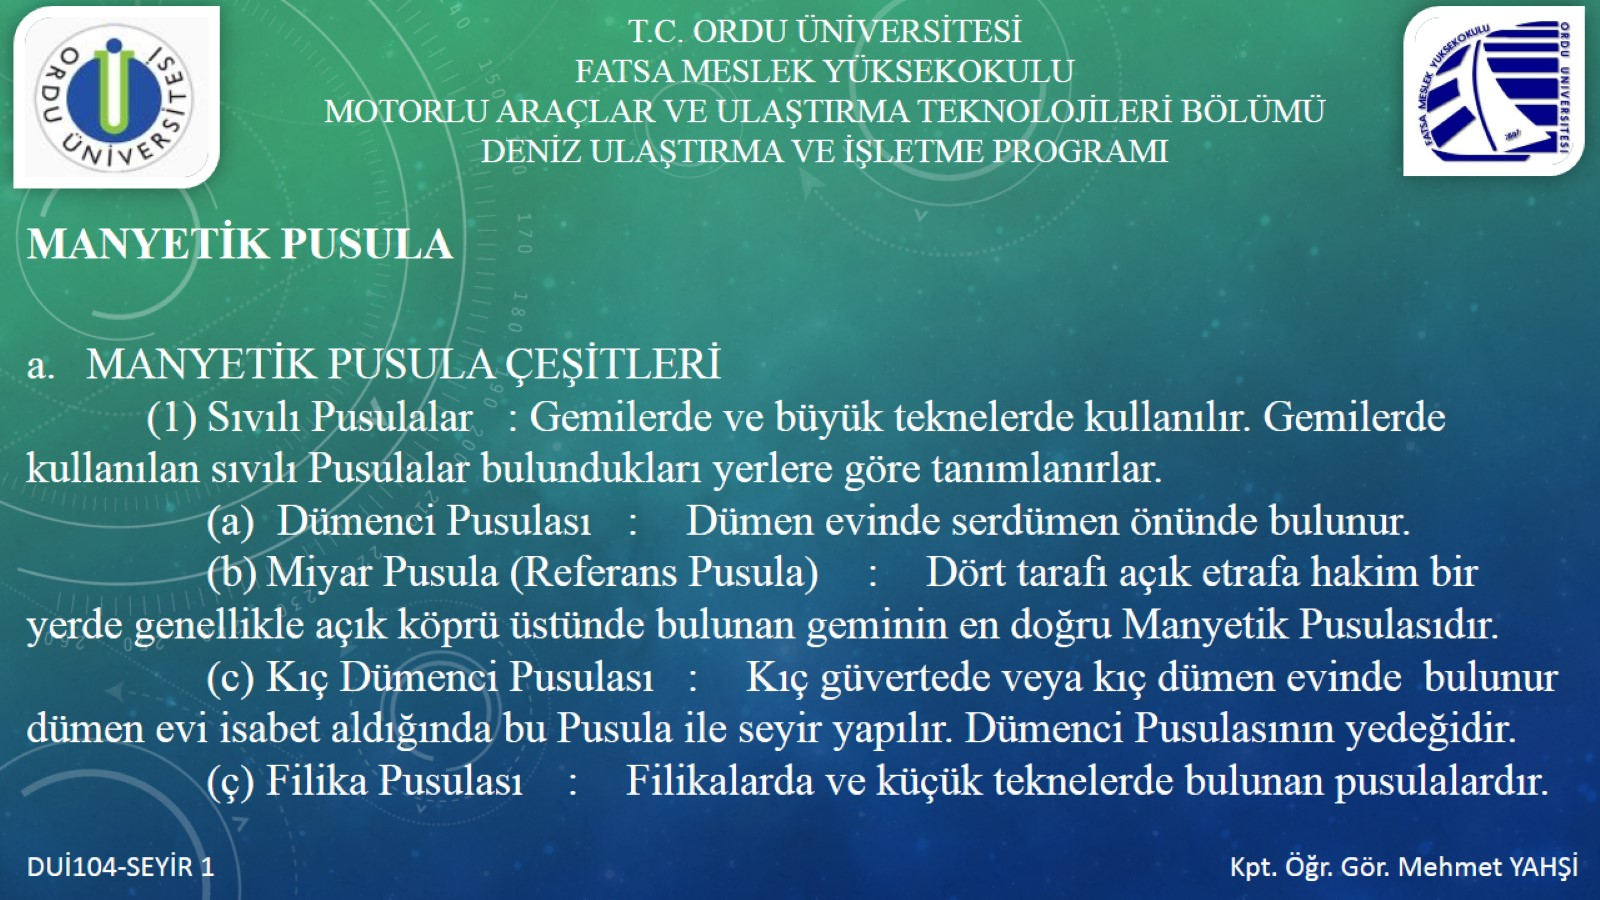 T.C. ORDU ÜNİVERSİTESİ
FATSA MESLEK YÜKSEKOKULU
MOTORLU ARAÇLAR VE ULAŞTIRMA TEKNOLOJİLERİ BÖLÜMÜ
DENİZ ULAŞTIRMA VE İŞLETME PROGRAMI
ORDU ÜNİVERSİTESİ
FATSA MESLEK YÜKSEKOKULU
ORDU ÜNİVERSİTESİ
MANYETİK PUSULA
a. MANYETİK PUSULA ÇEŞİTLERİ
(1) Sıvılı Pusulalar : Gemilerde ve büyük teknelerde kullanılır. Gemilerde
kullanılan sıvılı Pusulalar bulundukları yerlere göre tanımlanırlar.
(a) Dümenci Pusulası : Dümen evinde serdümen önünde bulunur.
(b) Miyar Pusula (Referans Pusula) : Dört tarafı açık etrafa hakim bir
yerde genellikle açık köprü üstünde bulunan geminin en doğru Manyetik Pusulasıdır.
(c) Kıç Dümenci Pusulası : Kıç güvertede veya kıç dümen evinde bulunur
dümen evi isabet aldığında bu Pusula ile seyir yapılır. Dümenci Pusulasının yedeğidir.
(ç) Filika Pusulası : Filikalarda ve küçük teknelerde bulunan pusulalardır.
DUİ104-SEYİR 1
Kpt. Öğr. Gör. Mehmet YAHŞİ